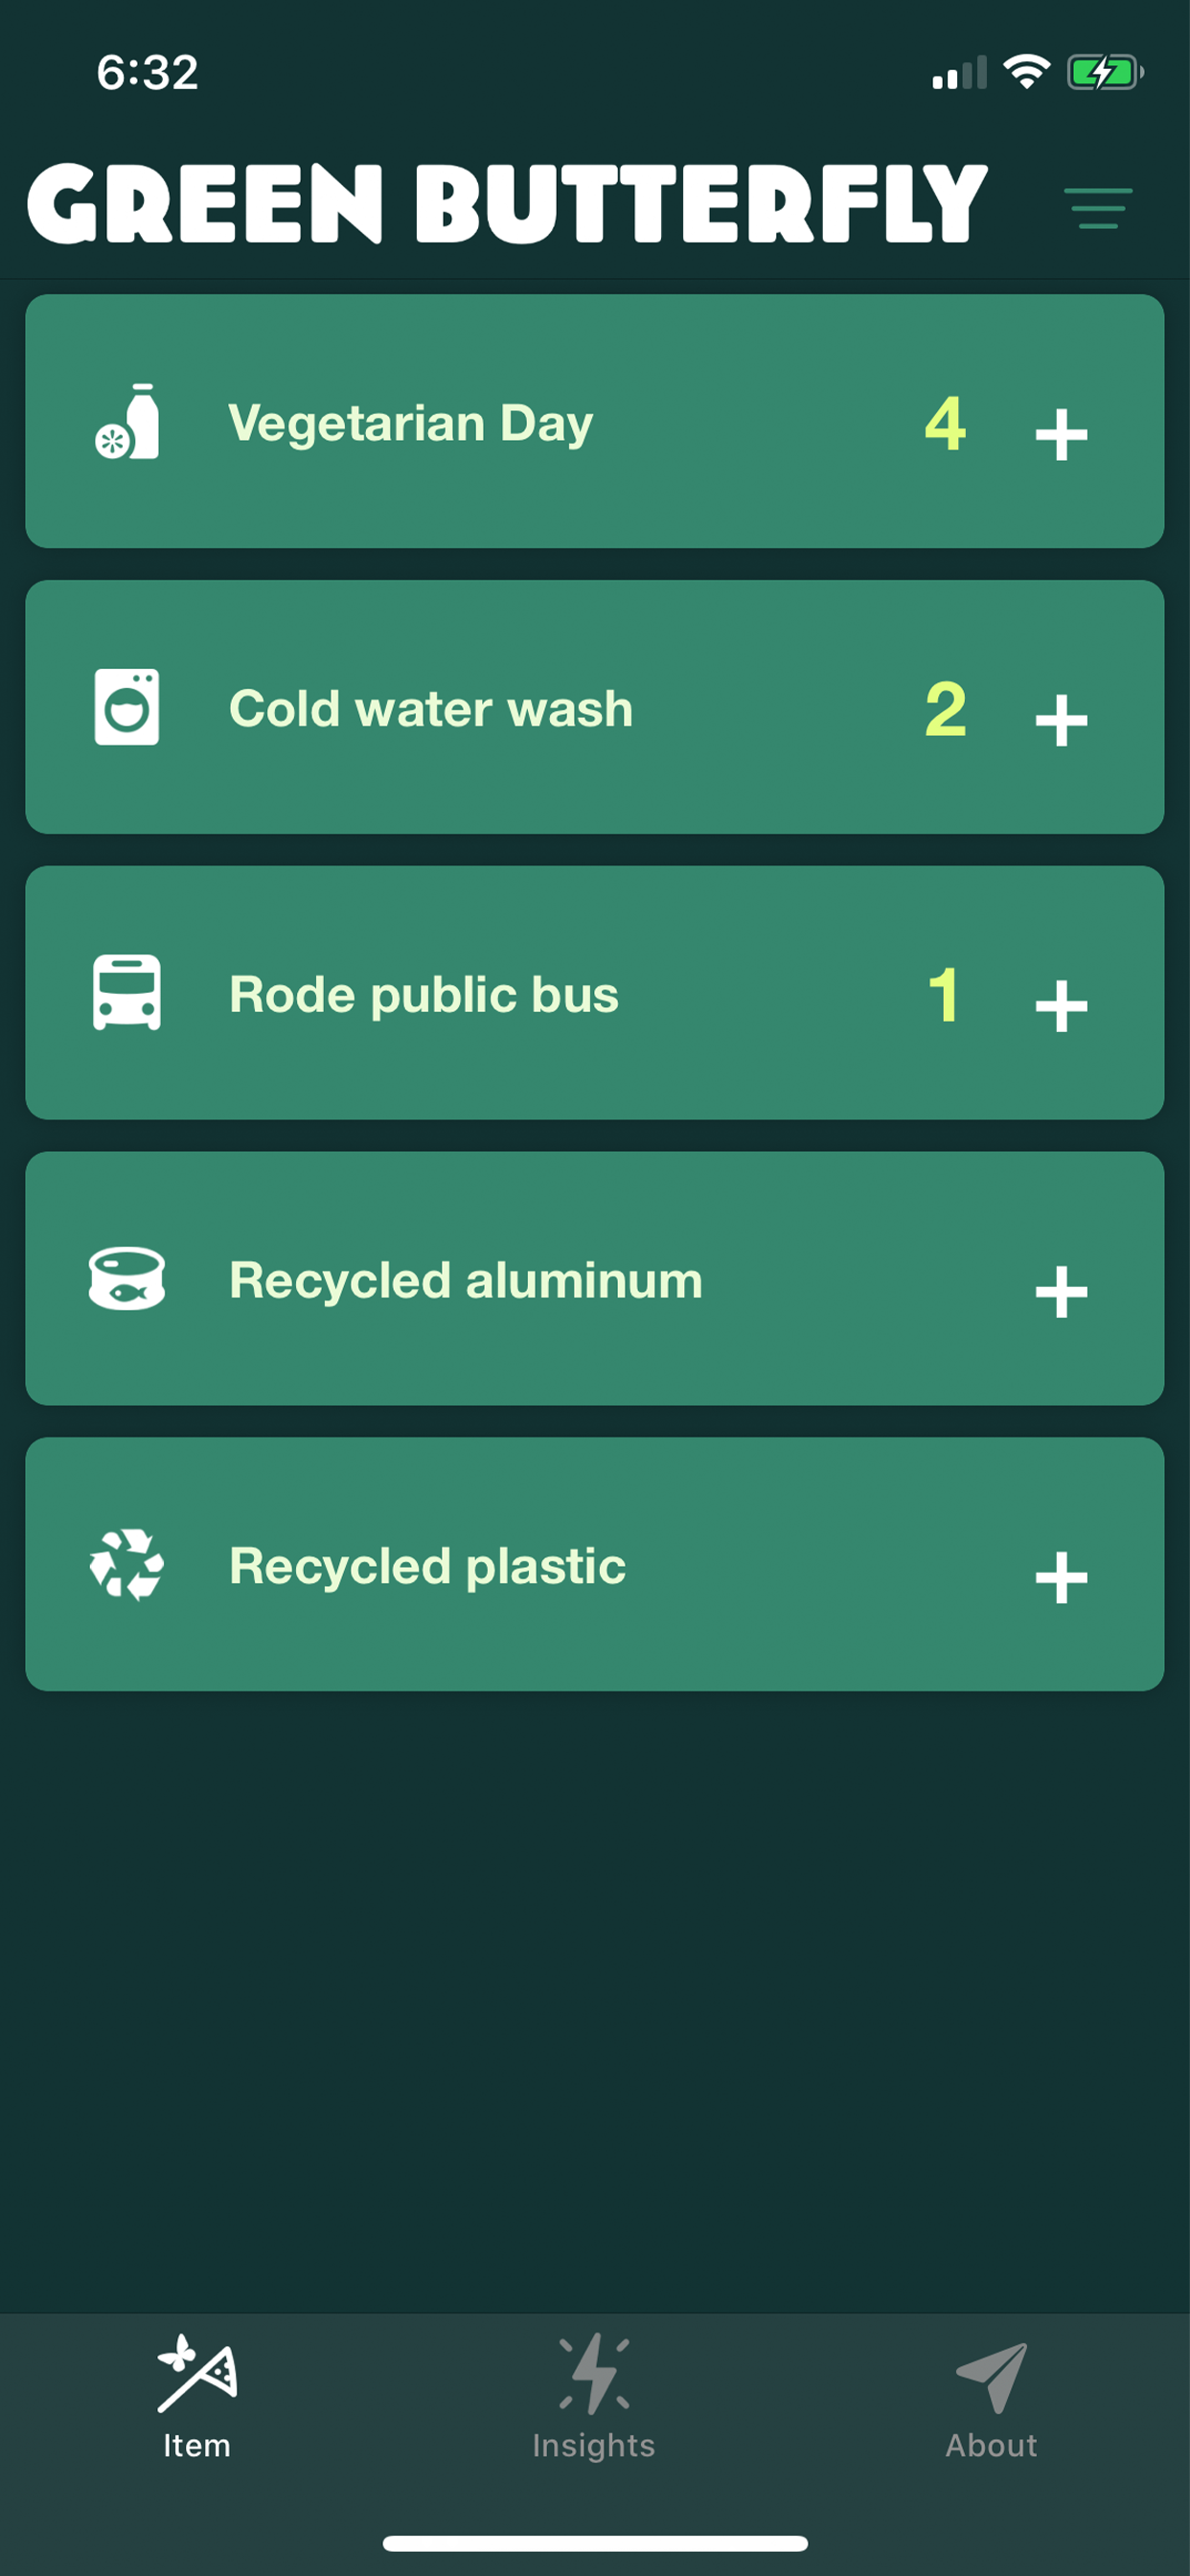 6:32
GREEN BUTTERFLY
Vegetarian Day 4 +
Cold water wash 2 +
Rode public bus 1 +
Recycled aluminum +
Recycled plastic +
Item Insights About